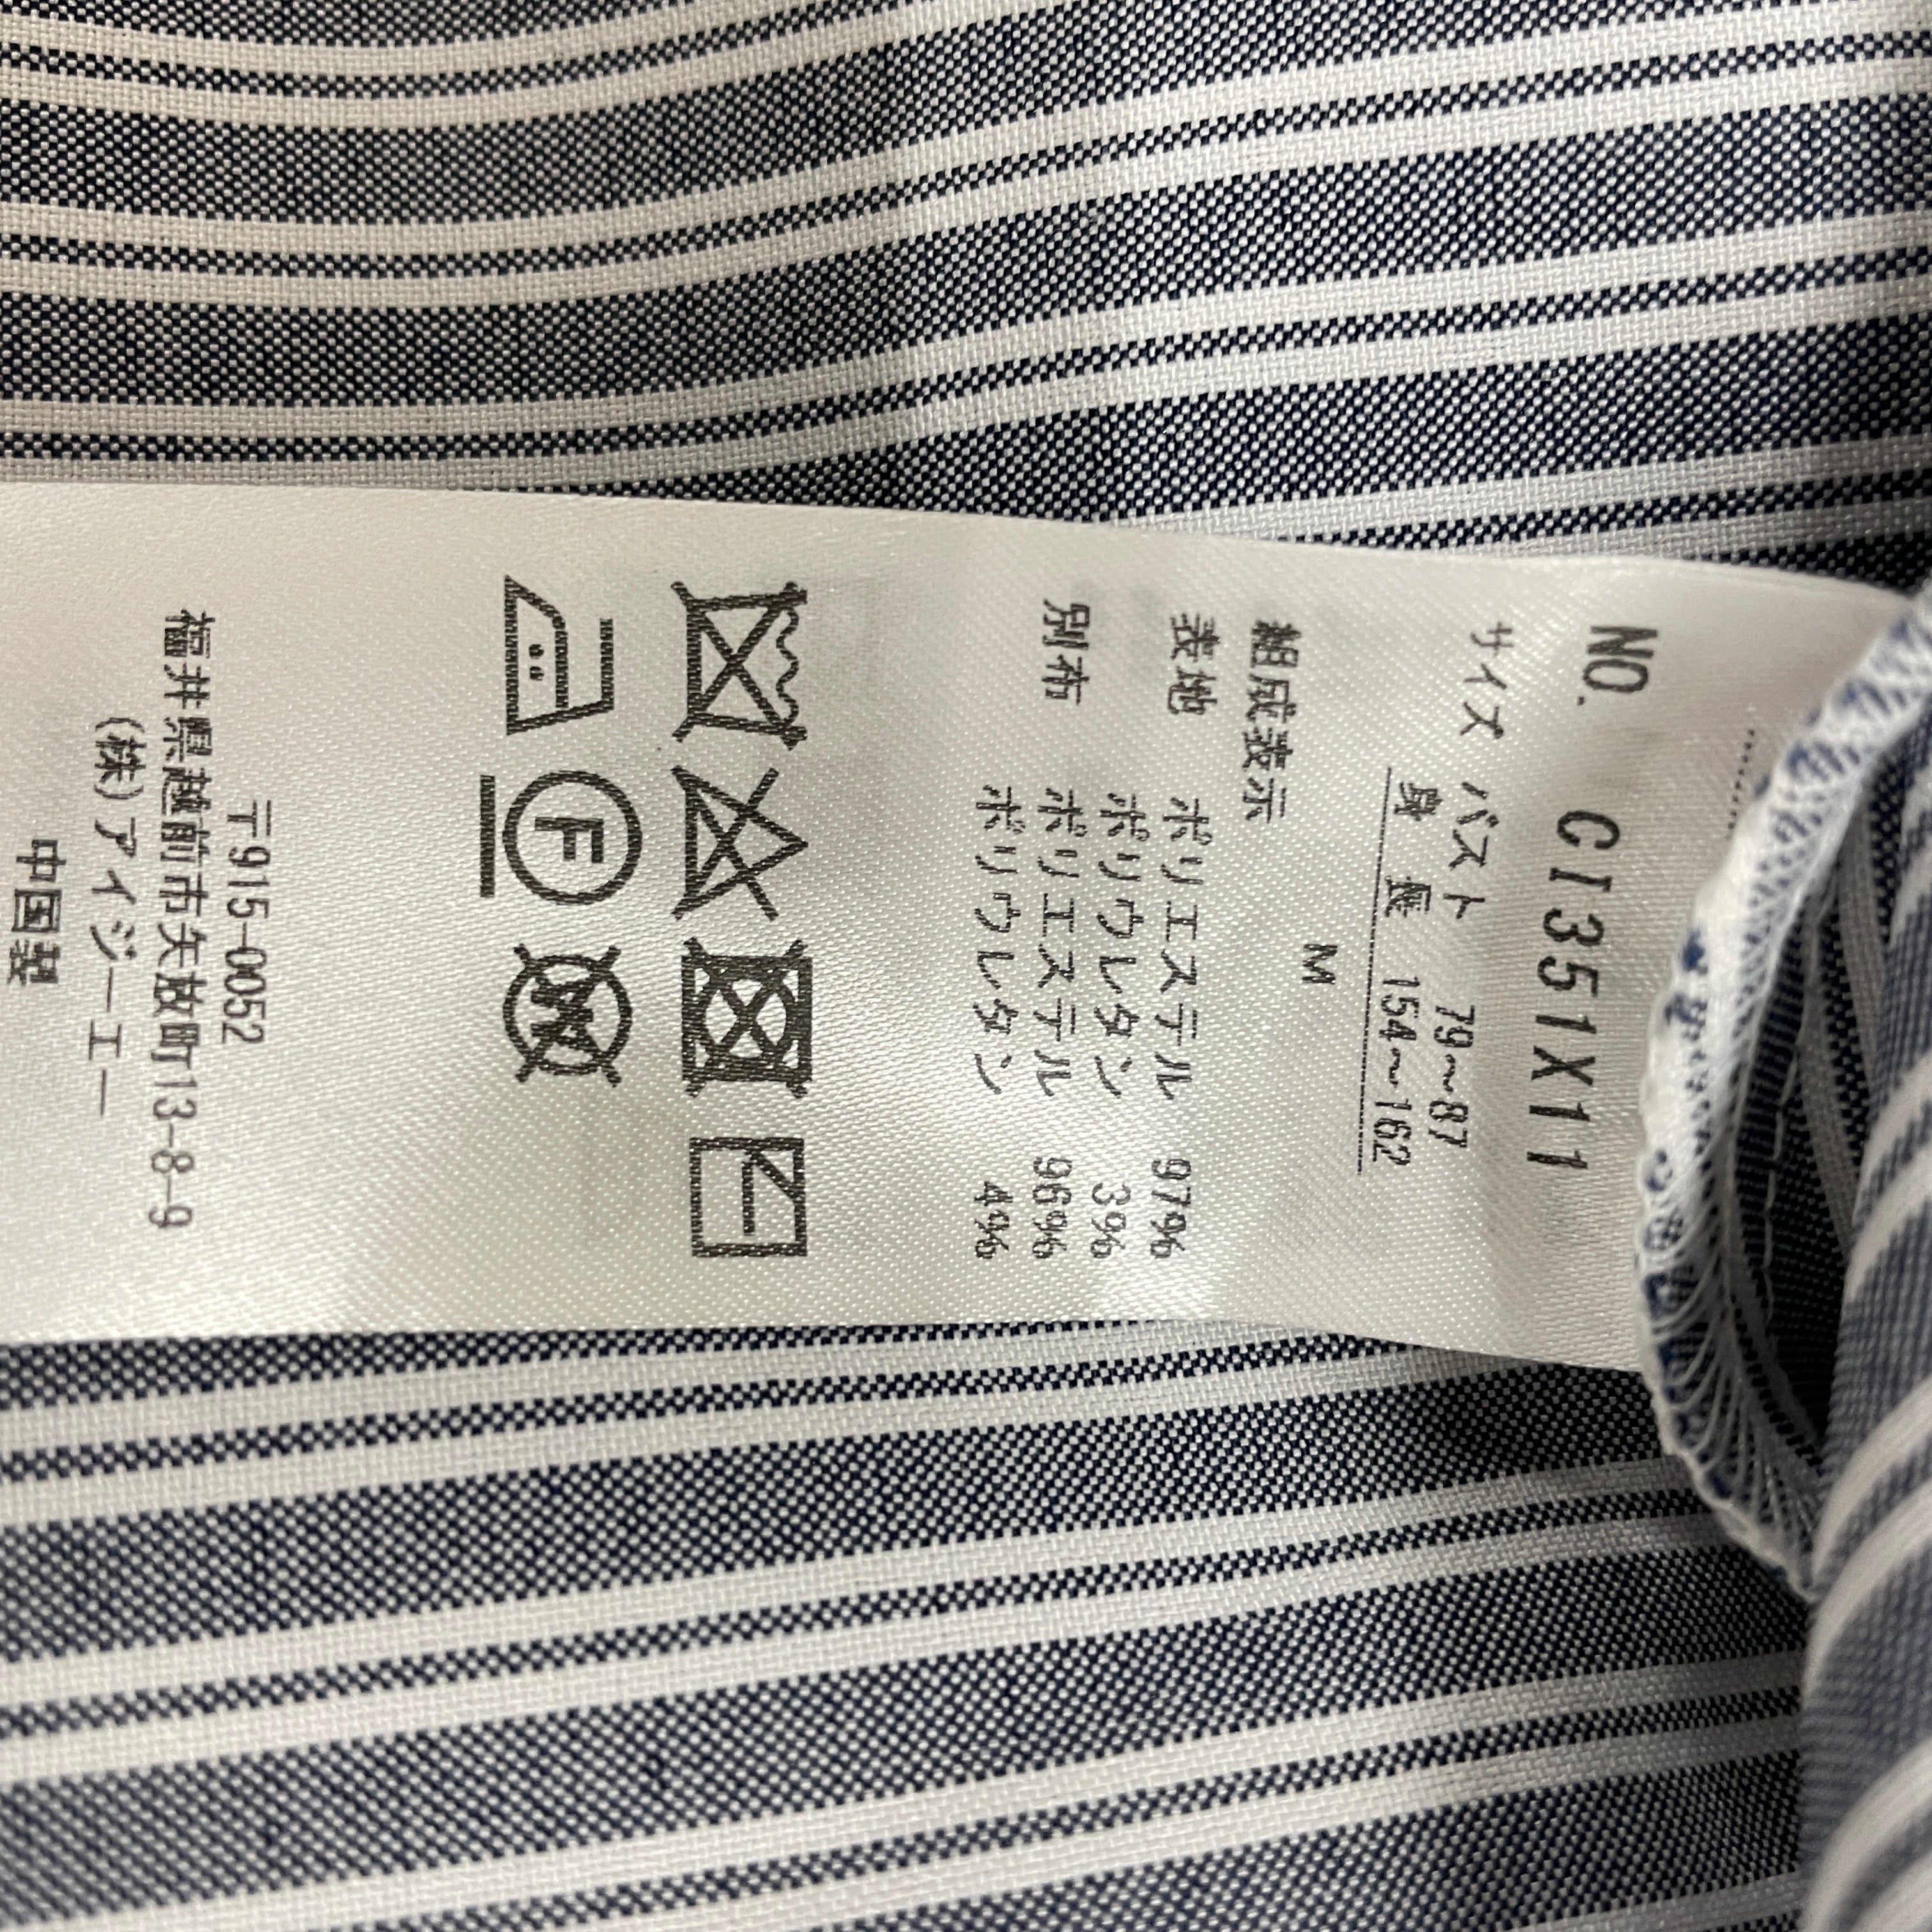 NO. CI351X11
サイズ バスト 79~87
身長 154~162
M
組成表示
表地 ポリエステル 97%
ポリウレタン 3%
別布 ポリエステル 96%
ポリウレタン 4%
F
W
〒915-0052
福井県越前市矢放町13-8-9
(株)アイジーエー
中国製